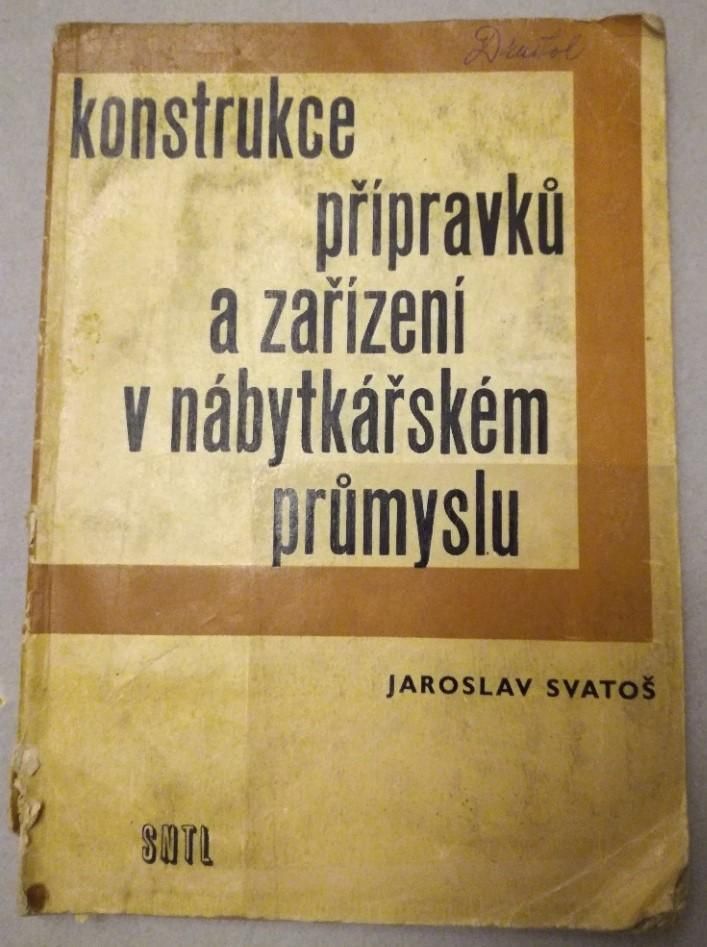 konstrukce
přípravků
a zařízení
v nábytkářském
průmyslu
JAROSLAV SVATOŠ
SNTL